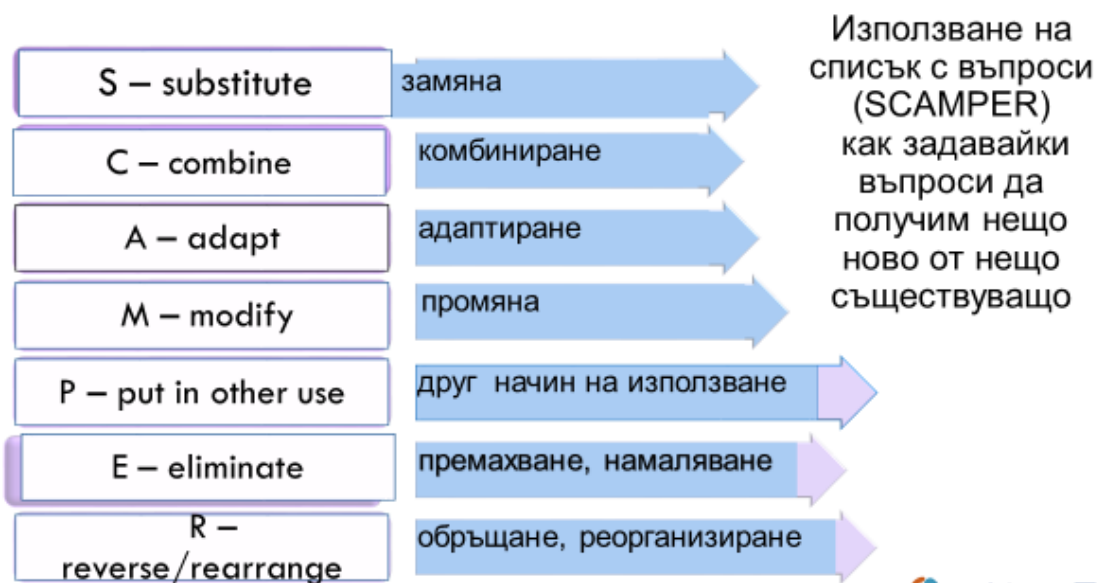 S – substitute
замяна
C – combine
комбиниране
A – adapt
адаптиране
M – modify
промяна
P – put in other use
друг начин на използване
E – eliminate
премахване, намаляване
R –
reverse/rearrange
обръщане, реорганизиране
Използване на
списък с въпроси
(SCAMPER)
как задавайки
въпроси да
получим нещо
ново от нещо
съществуващо